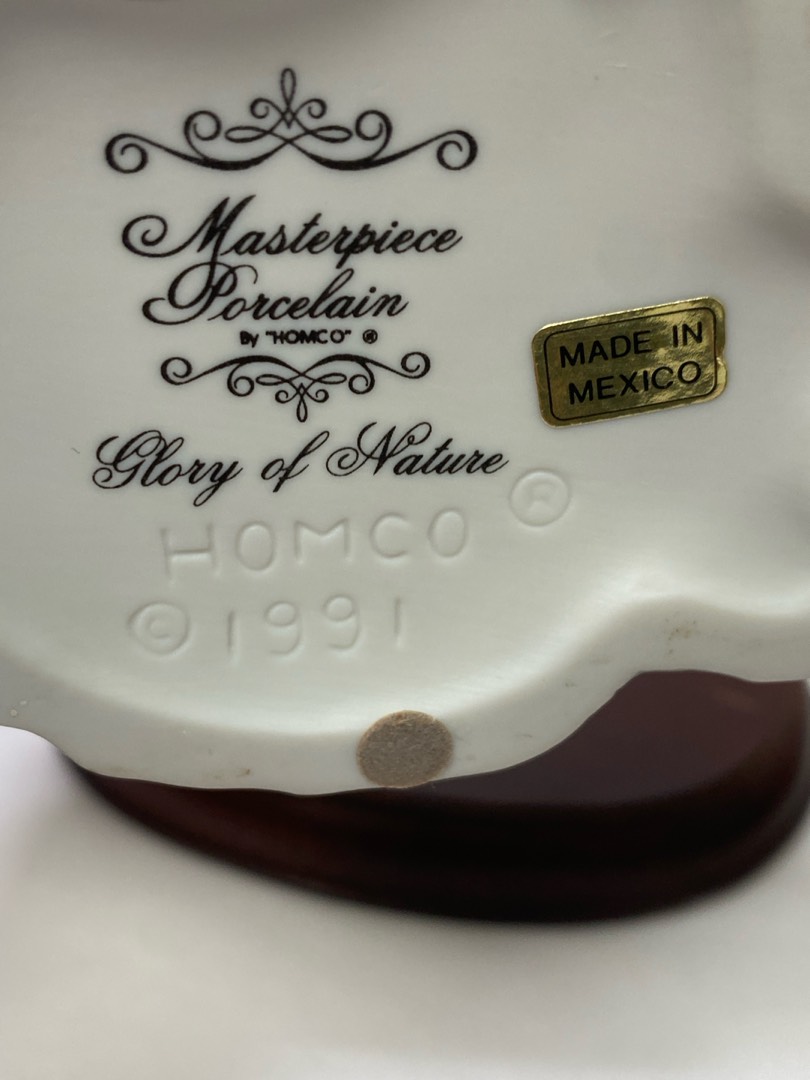 Masterpiece
Porcelain
By "HOMCO" ®
Glory of Nature
HOMCO ®
© 1991
MADE IN
MEXICO